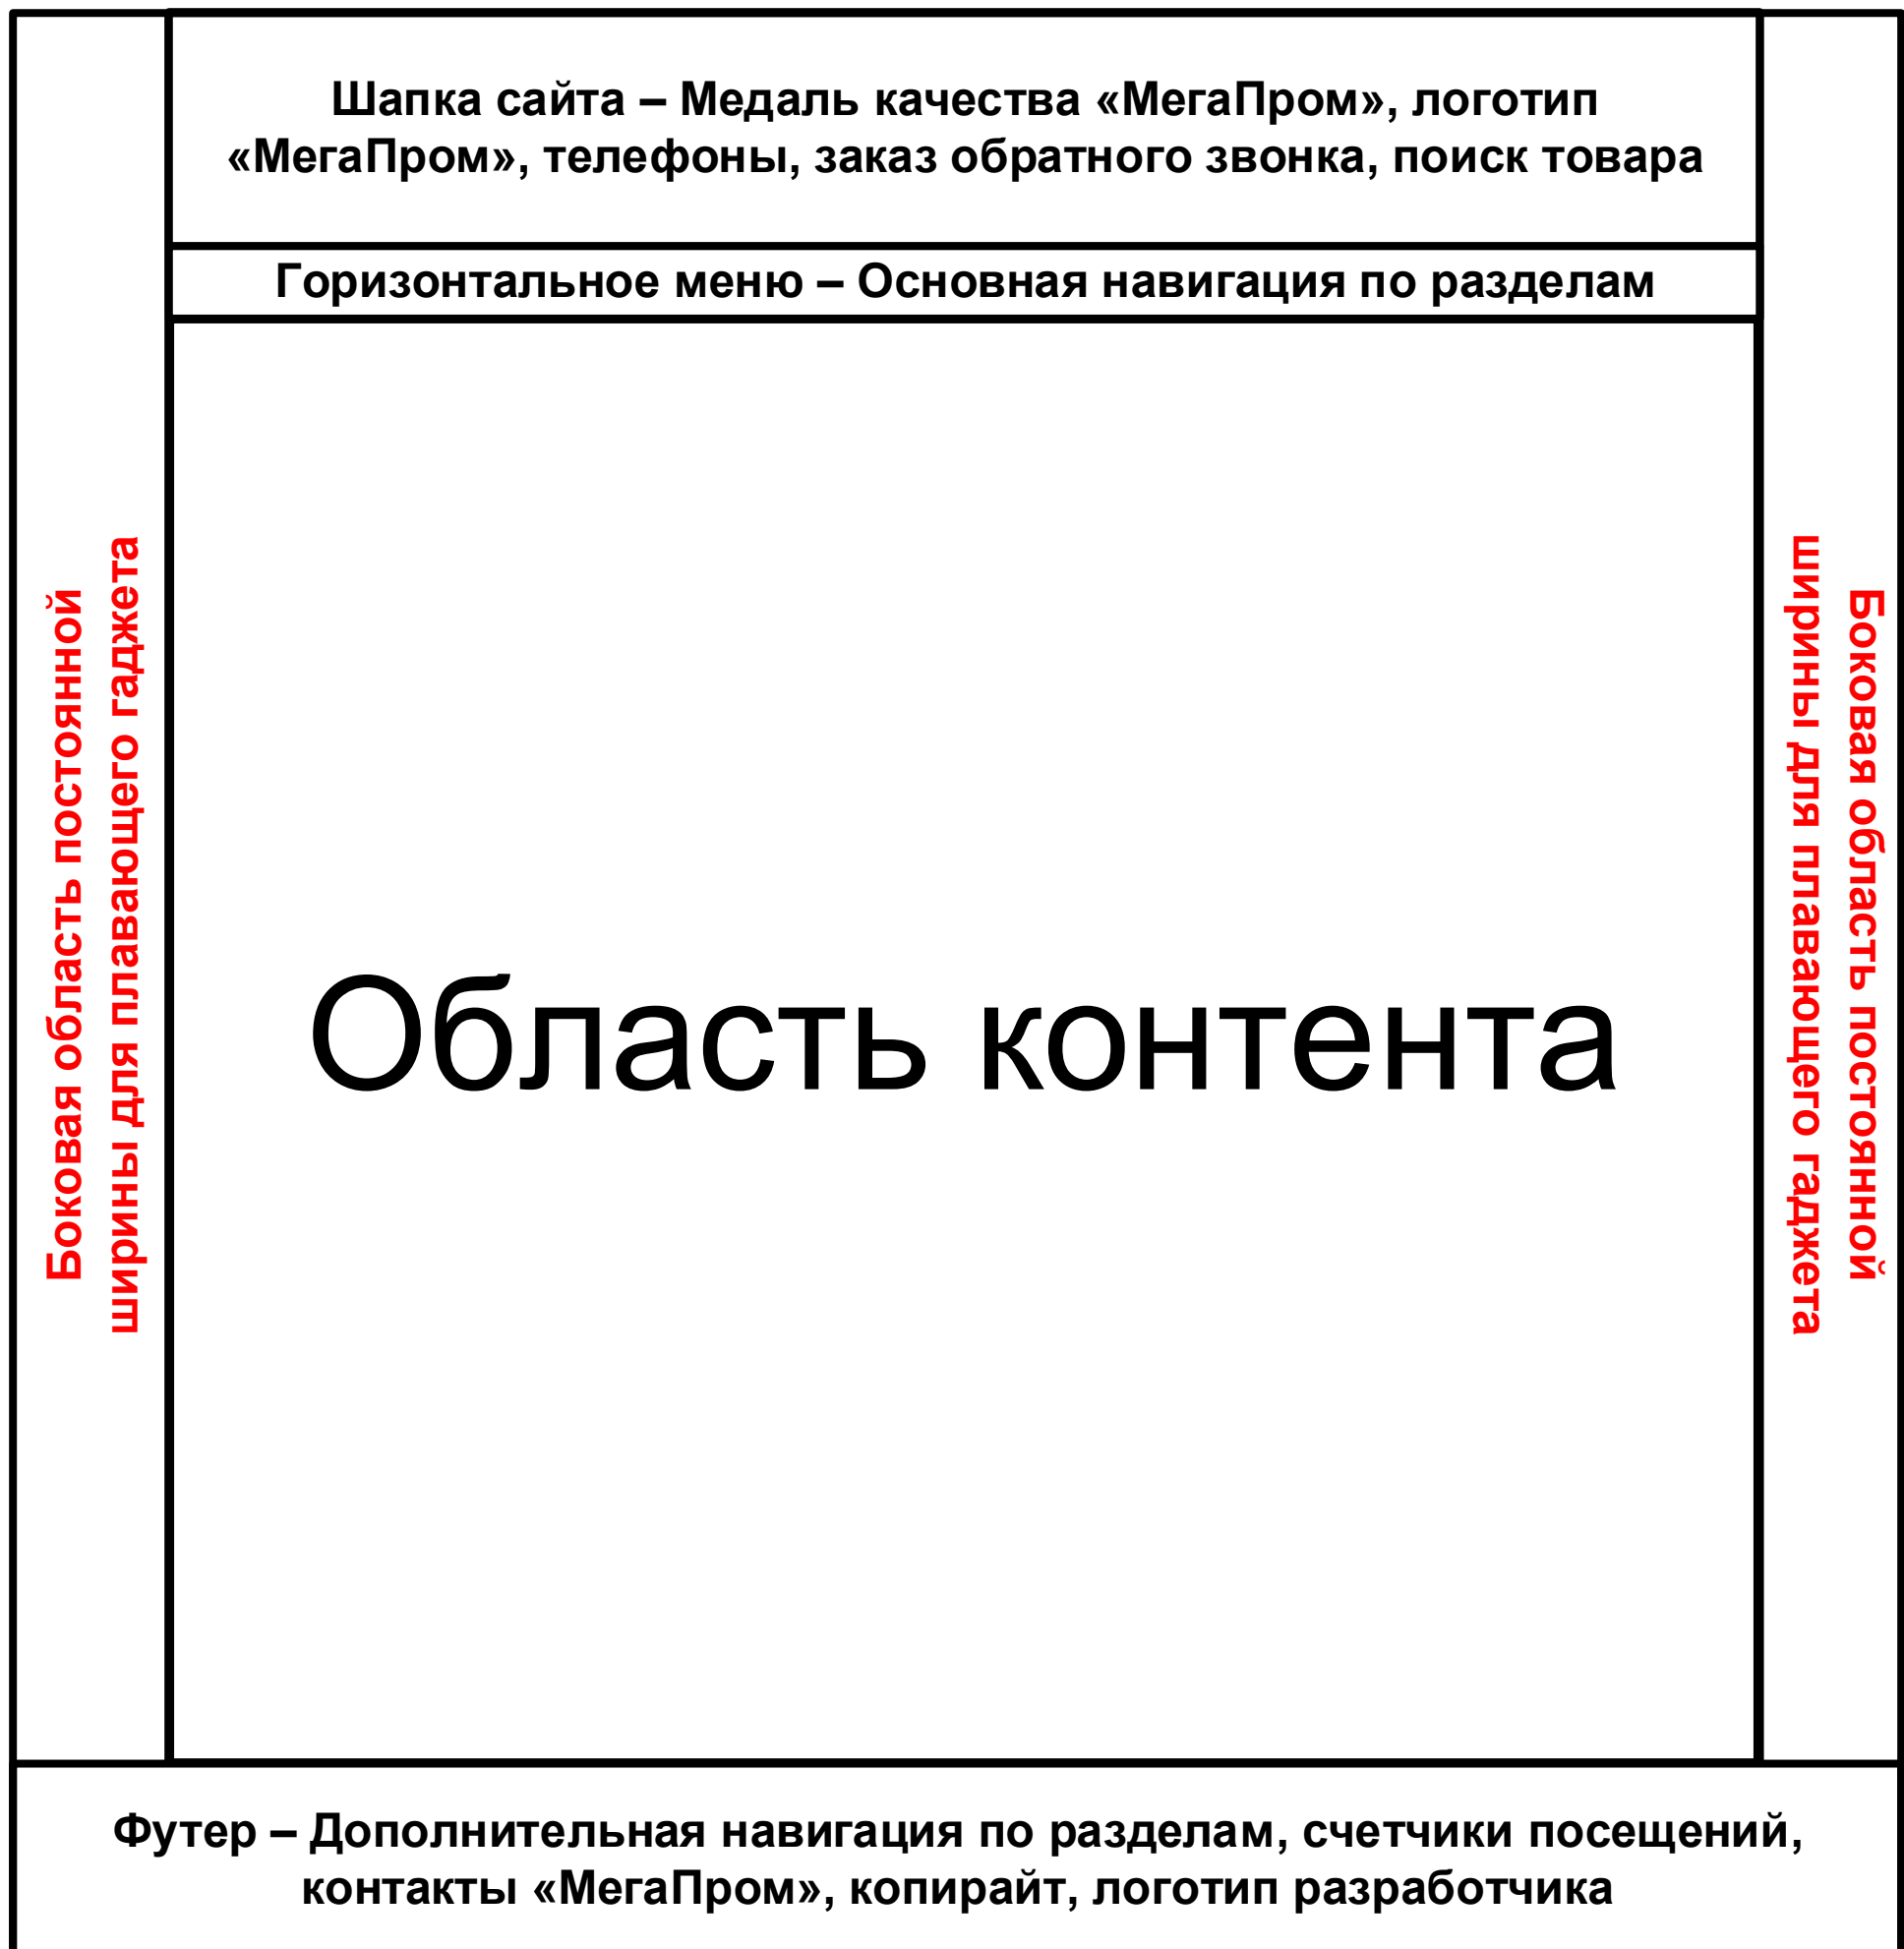 Шапка сайта – Медаль качества «МегаПром», логотип
«МегаПром», телефоны, заказ обратного звонка, поиск товара
Горизонтальное меню – Основная навигация по разделам
Боковая область постоянной
ширины для плавающего гаджета
Область контента
Боковая область постоянной
ширины для плавающего гаджета
Футер – Дополнительная навигация по разделам, счетчики посещений,
контакты «МегаПром», копирайт, логотип разработчика